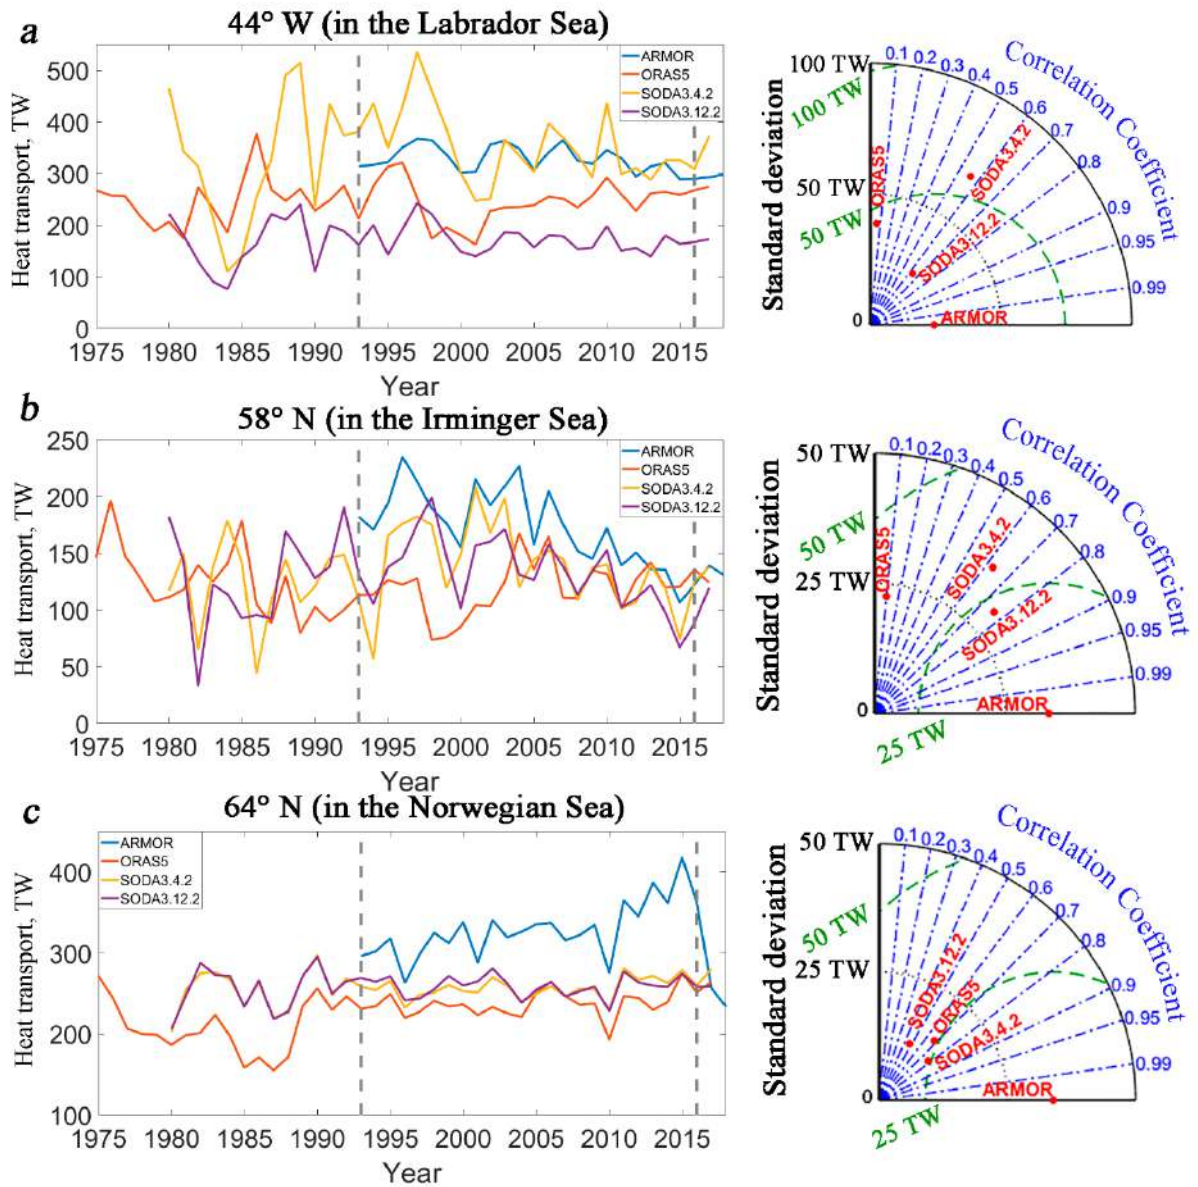 a
44° W (in the Labrador Sea)
Heat transport, TW
500
400
300
200
100
0
1975 1980 1985 1990 1995 2000 2005 2010 2015
Year
ARMOR
ORAS5
SODA3.4.2
SODA3.12.2
Standard deviation
100 TW
50 TW
0
100 TW
50 TW
0.1 0.2 0.3 0.4 0.5 0.6 0.7 0.8 0.9 0.95 0.99
Correlation Coefficient
ORAS5
SODA3.4.2
SODA3.12.2
ARMOR
b
58° N (in the Irminger Sea)
Heat transport, TW
250
200
150
100
50
0
1975 1980 1985 1990 1995 2000 2005 2010 2015
Year
ARMOR
ORAS5
SODA3.4.2
SODA3.12.2
Standard deviation
50 TW
25 TW
0
50 TW
25 TW
0.1 0.2 0.3 0.4 0.5 0.6 0.7 0.8 0.9 0.95 0.99
Correlation Coefficient
ORAS5
SODA3.4.2
SODA3.12.2
ARMOR
c
64° N (in the Norwegian Sea)
Heat transport, TW
400
300
200
100
1975 1980 1985 1990 1995 2000 2005 2010 2015
Year
ARMOR
ORAS5
SODA3.4.2
SODA3.12.2
Standard deviation
50 TW
25 TW
0
50 TW
25 TW
0.1 0.2 0.3 0.4 0.5 0.6 0.7 0.8 0.9 0.95 0.99
Correlation Coefficient
SODA3.12.2
ORAS5
SODA3.4.2
ARMOR